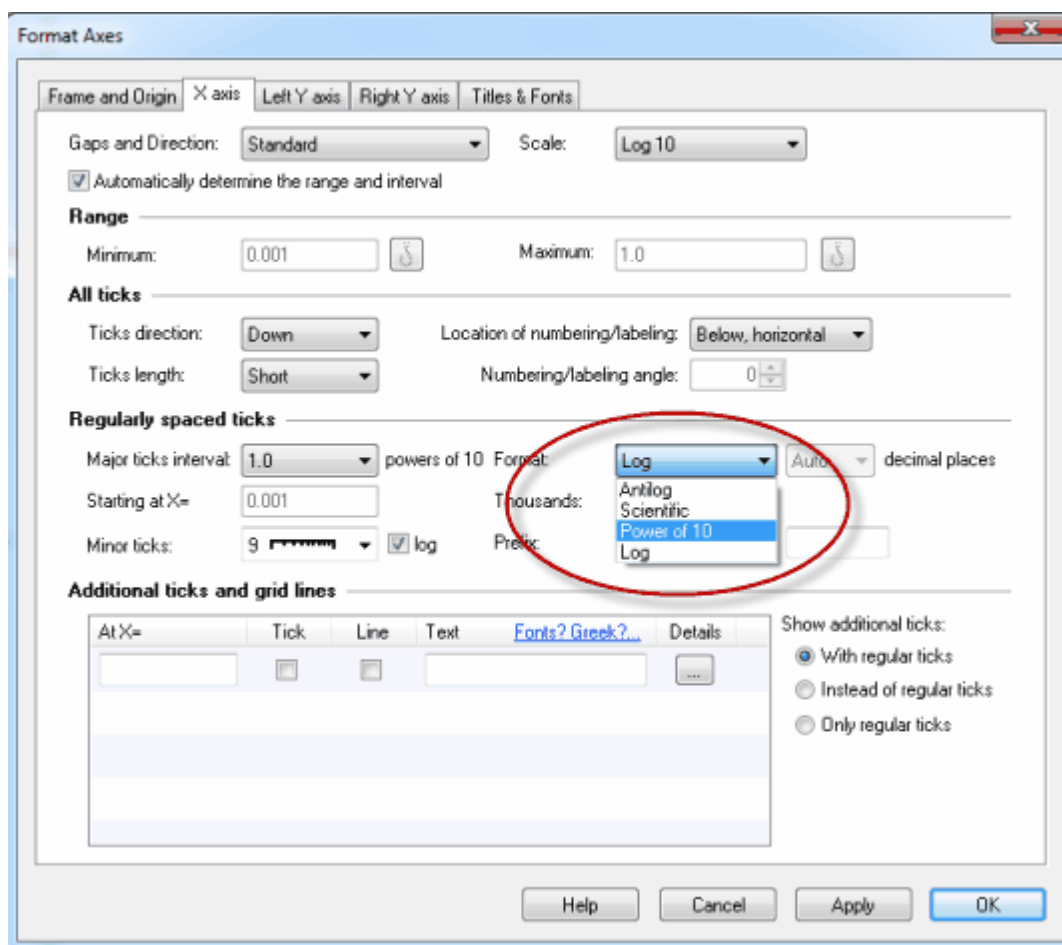 Format Axes
Frame and Origin X axis Left Y axis Right Y axis Titles & Fonts
Gaps and Direction: Standard Scale: Log 10
Automatically determine the range and interval
Range
Minimum: 0.001 Maximum: 1.0
All ticks
Ticks direction: Down Location of numbering/labeling: Below, horizontal
Ticks length: Short Numbering/labeling angle: 0
Regularly spaced ticks
Major ticks interval: 1.0 powers of 10 Format: Log Auto decimal places
Antilog
Starting at X= 0.001 Thousands:
Scientific
Power of 10
Minor ticks: 9 log Prefix:
Log
Additional ticks and grid lines
At X= Tick Line Text Fonts? Greek?... Details
...
Show additional ticks:
With regular ticks
Instead of regular ticks
Only regular ticks
Help Cancel Apply OK